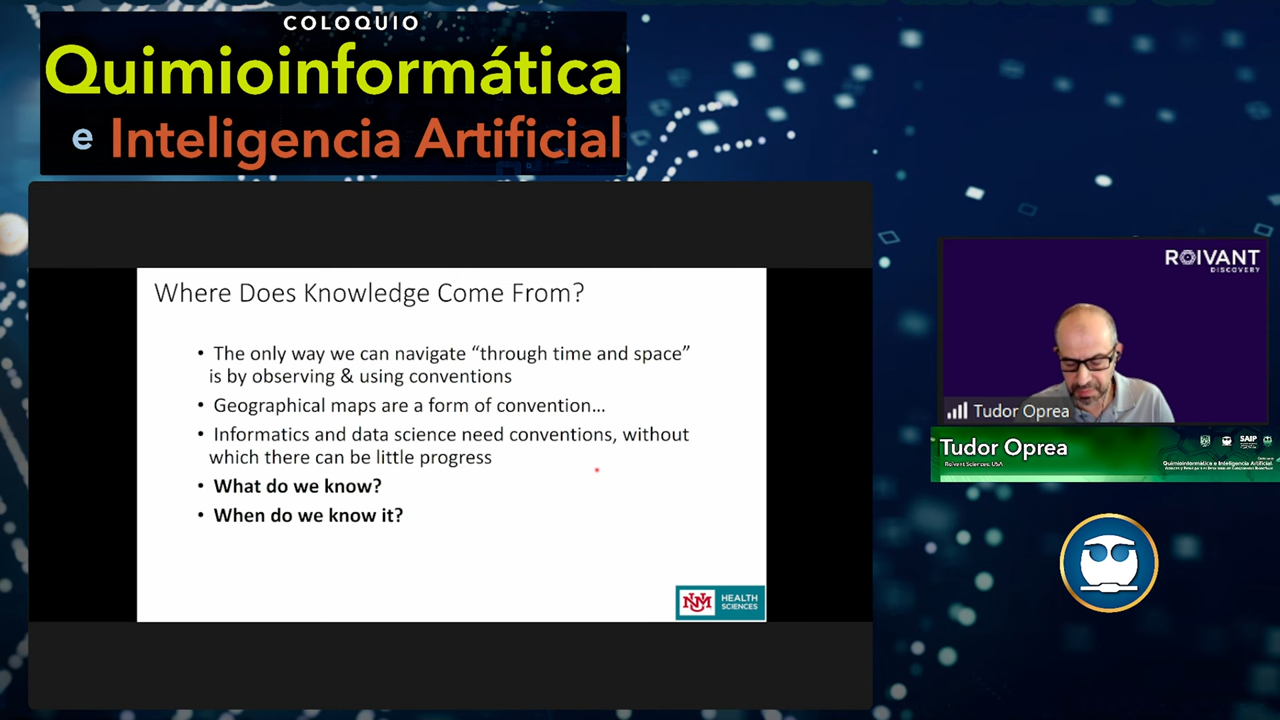 COLOQUIO
Quimioinformática
e Inteligencia Artificial
Where Does Knowledge Come From?
• The only way we can navigate “through time and space”
is by observing & using conventions
• Geographical maps are a form of convention...
• Informatics and data science need conventions, without
which there can be little progress
• What do we know?
• When do we know it?
UNM HEALTH
SCIENCES
ROIVANT
DISCOVERY
Tudor Oprea
Tudor Oprea
Roivant Sciences, USA
SAIP
Quimioinformática e Inteligencia Artificial